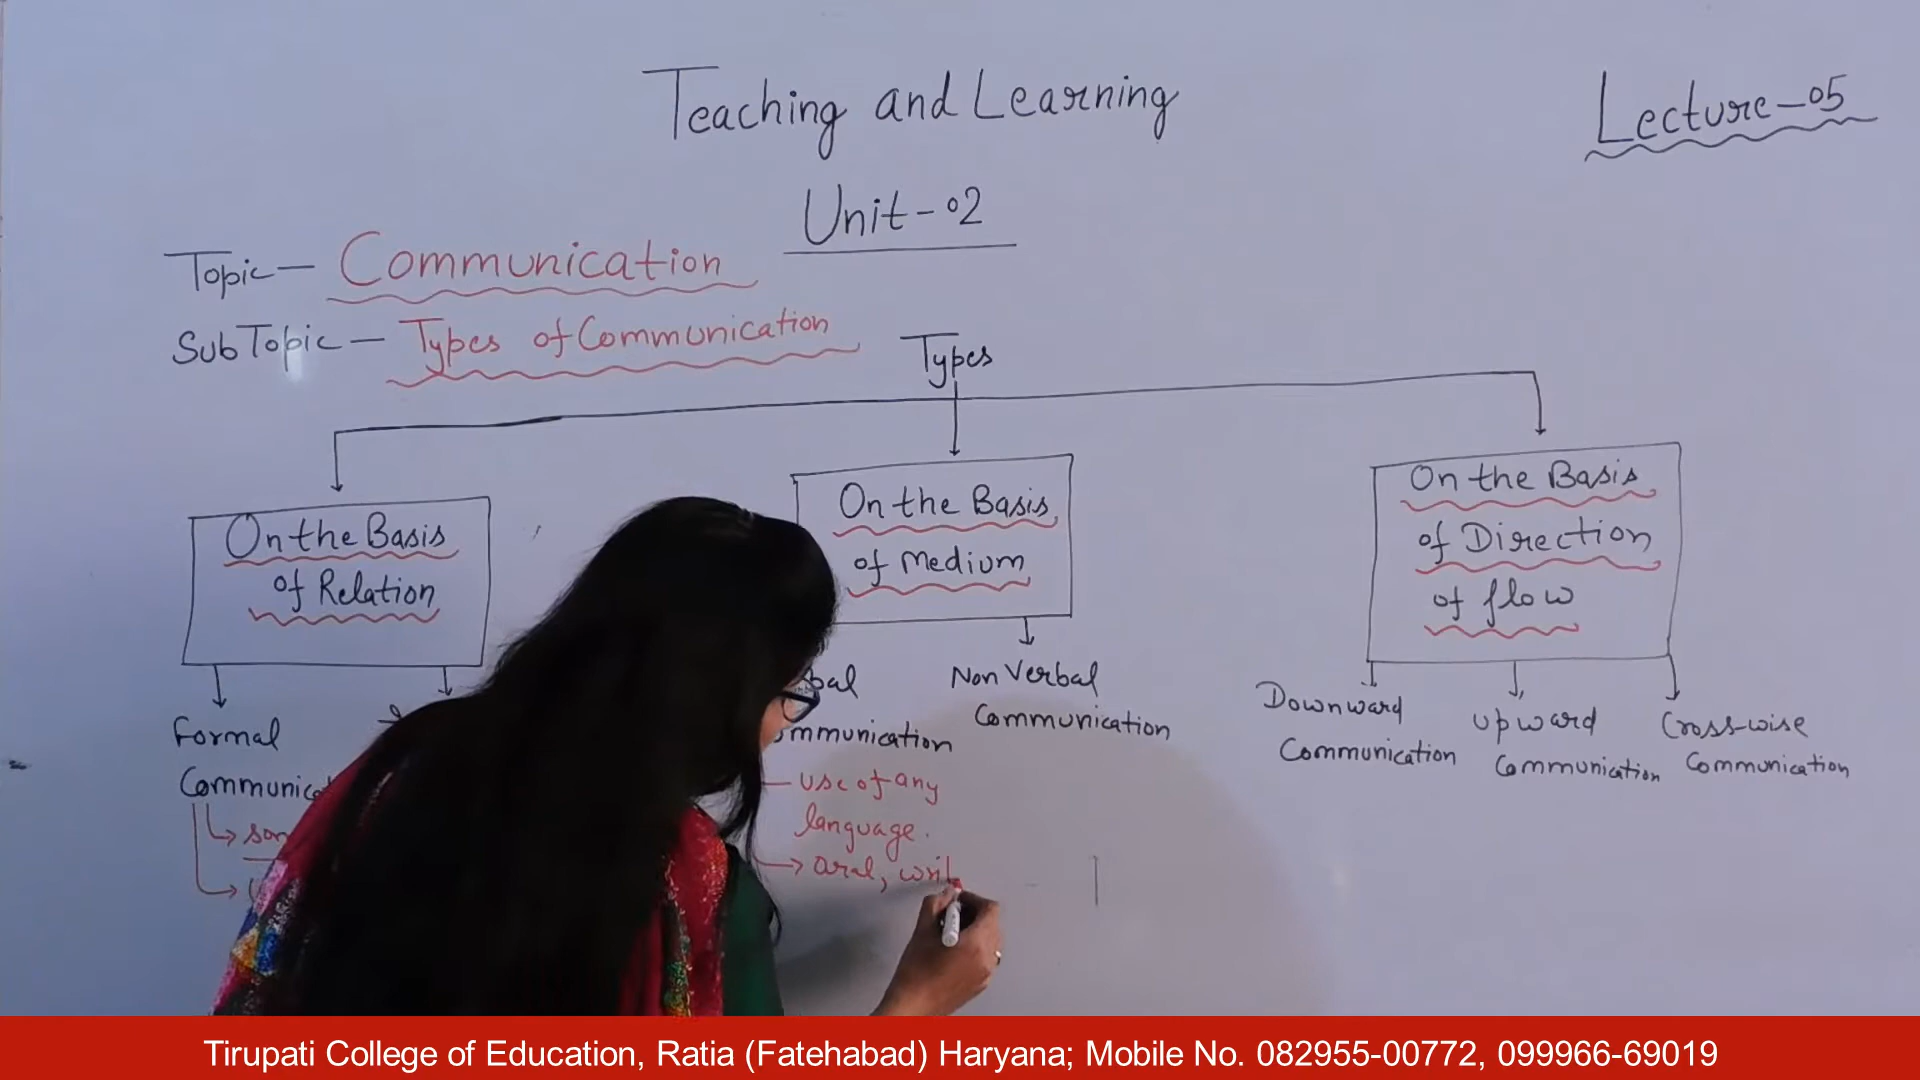 Teaching and Learning
Lecture-05
Unit-02
Topic- Communication
SubTopic- Types of Communication
Types
On the Basis
of Relation
On the Basis
of Medium
On the Basis
of Direction
of flow
Formal
Communica
Communication
use of any
language.
oral,
Non Verbal
Communication
Downward
Communication
upward
Communication
Cross-wise
Communication
Tirupati College of Education, Ratia (Fatehabad) Haryana; Mobile No. 082955-00772, 099966-69019